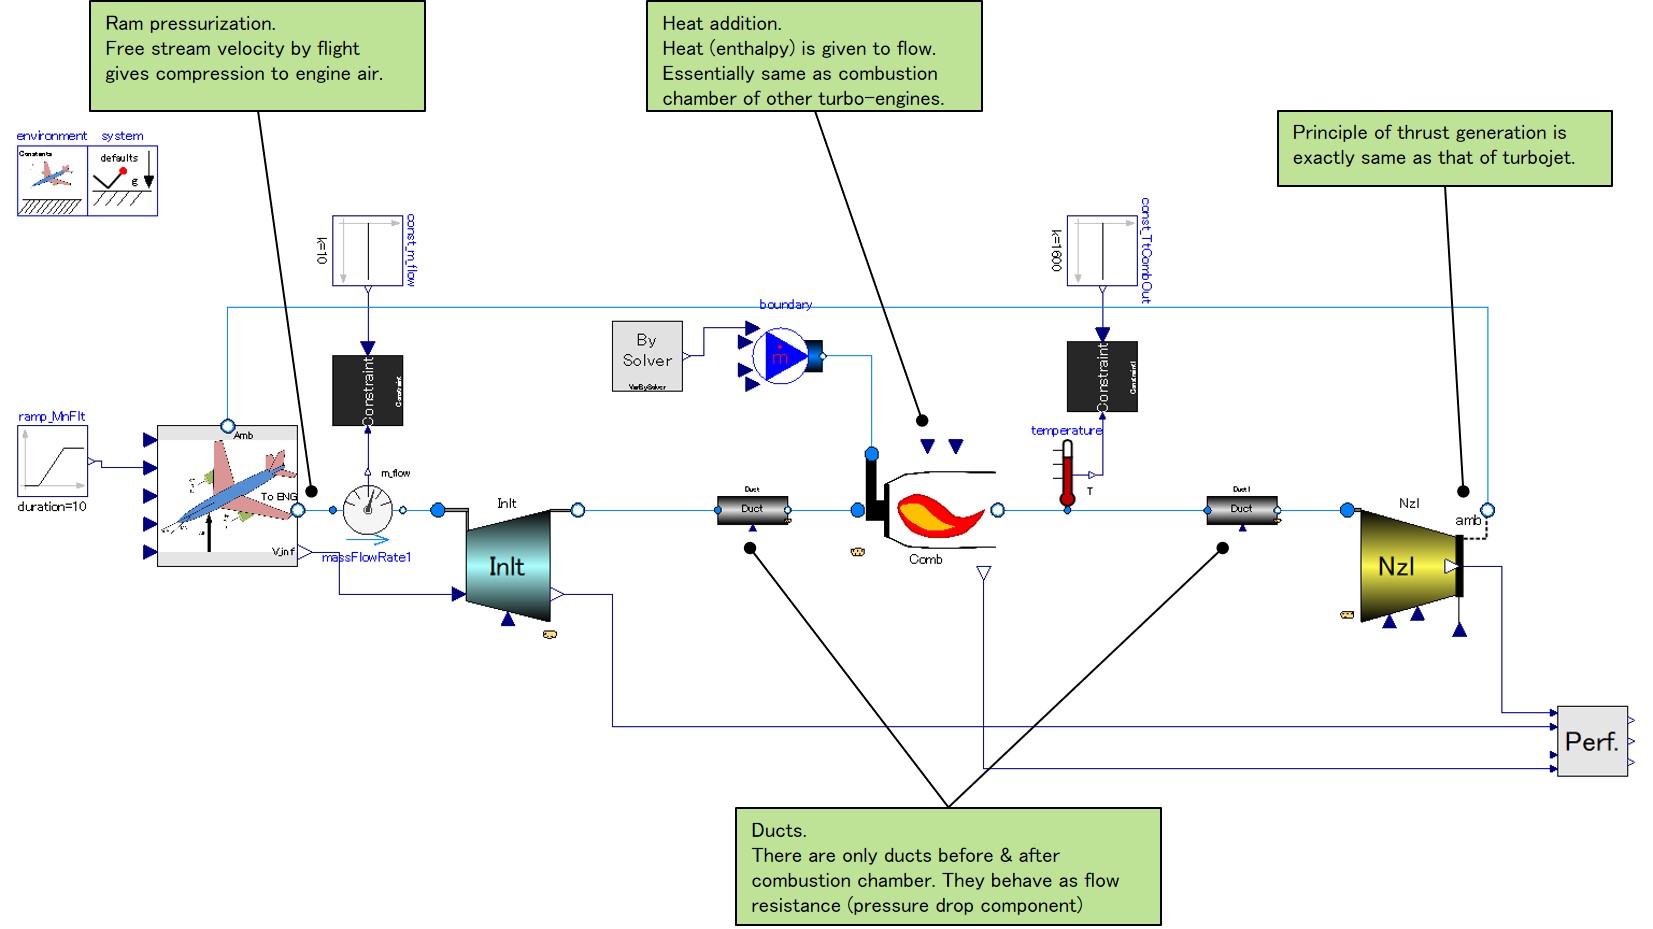 Ram pressurization.
Free stream velocity by flight
gives compression to engine air.
Heat addition.
Heat (enthalpy) is given to flow.
Essentially same as combustion
chamber of other turbo-engines.
Principle of thrust generation is
exactly same as that of turbojet.
environment
system
Constants
defaults
g
const_m_flow
k=10
const_TtCombOut
k=1600
boundary
By
Solver
VarBySolver
m
Constraint
Constraint
Constraint
Constraint1
ramp_MnFlt
duration=10
Amb
To ENG
V_inf
m_flow
massFlowRate1
Inlt
Inlt
Duct
Duct
Comb
temperature
T
Duct1
Duct
Nzl
Nzl
amb
Perf.
Ducts.
There are only ducts before & after
combustion chamber. They behave as flow
resistance (pressure drop component)